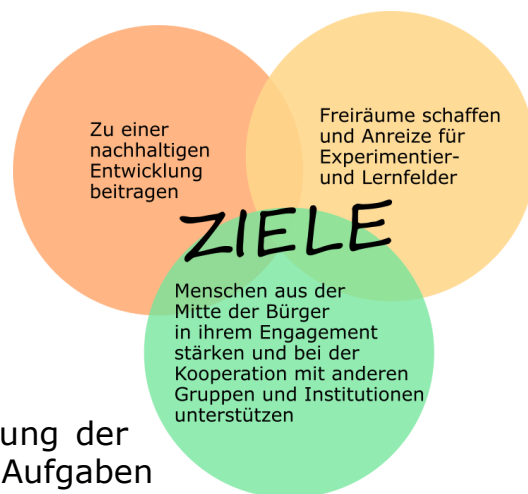 Zu einer
nachhaltigen
Entwicklung
beitragen
Freiräume schaffen
und Anreize für
Experimentier-
und Lernfelder
ZIELE
Menschen aus der
Mitte der Bürger
in ihrem Engagement
stärken und bei der
Kooperation mit anderen
Gruppen und Institutionen
unterstützen
ung der
Aufgaben